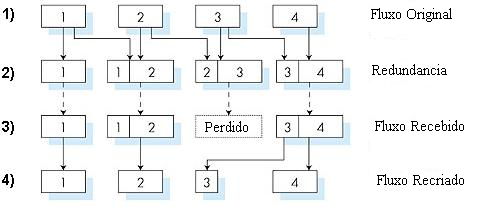 1) 1 2 3 4 Fluxo Original
2) 1 1 2 2 3 3 4 Redundancia
3) 1 1 2 Perdido 3 4 Fluxo Recebido
4) 1 2 3 4 Fluxo Recriado